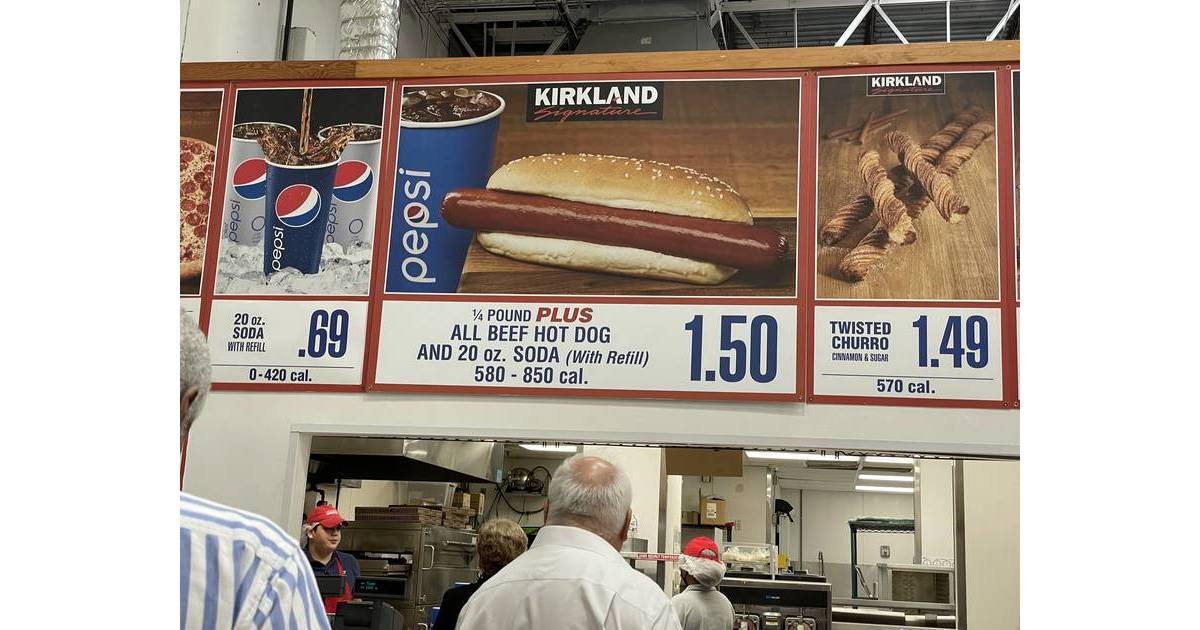 pepsi
pepsi
pepsi
20 oz.
SODA
WITH REFILL
.69
0-420 cal.
pepsi
KIRKLAND
Signature
¼ POUND PLUS
ALL BEEF HOT DOG
AND 20 oz. SODA (With Refill)
580 - 850 cal.
1.50
KIRKLAND
Signature
TWISTED
CHURRO
CINNAMON & SUGAR
1.49
570 cal.